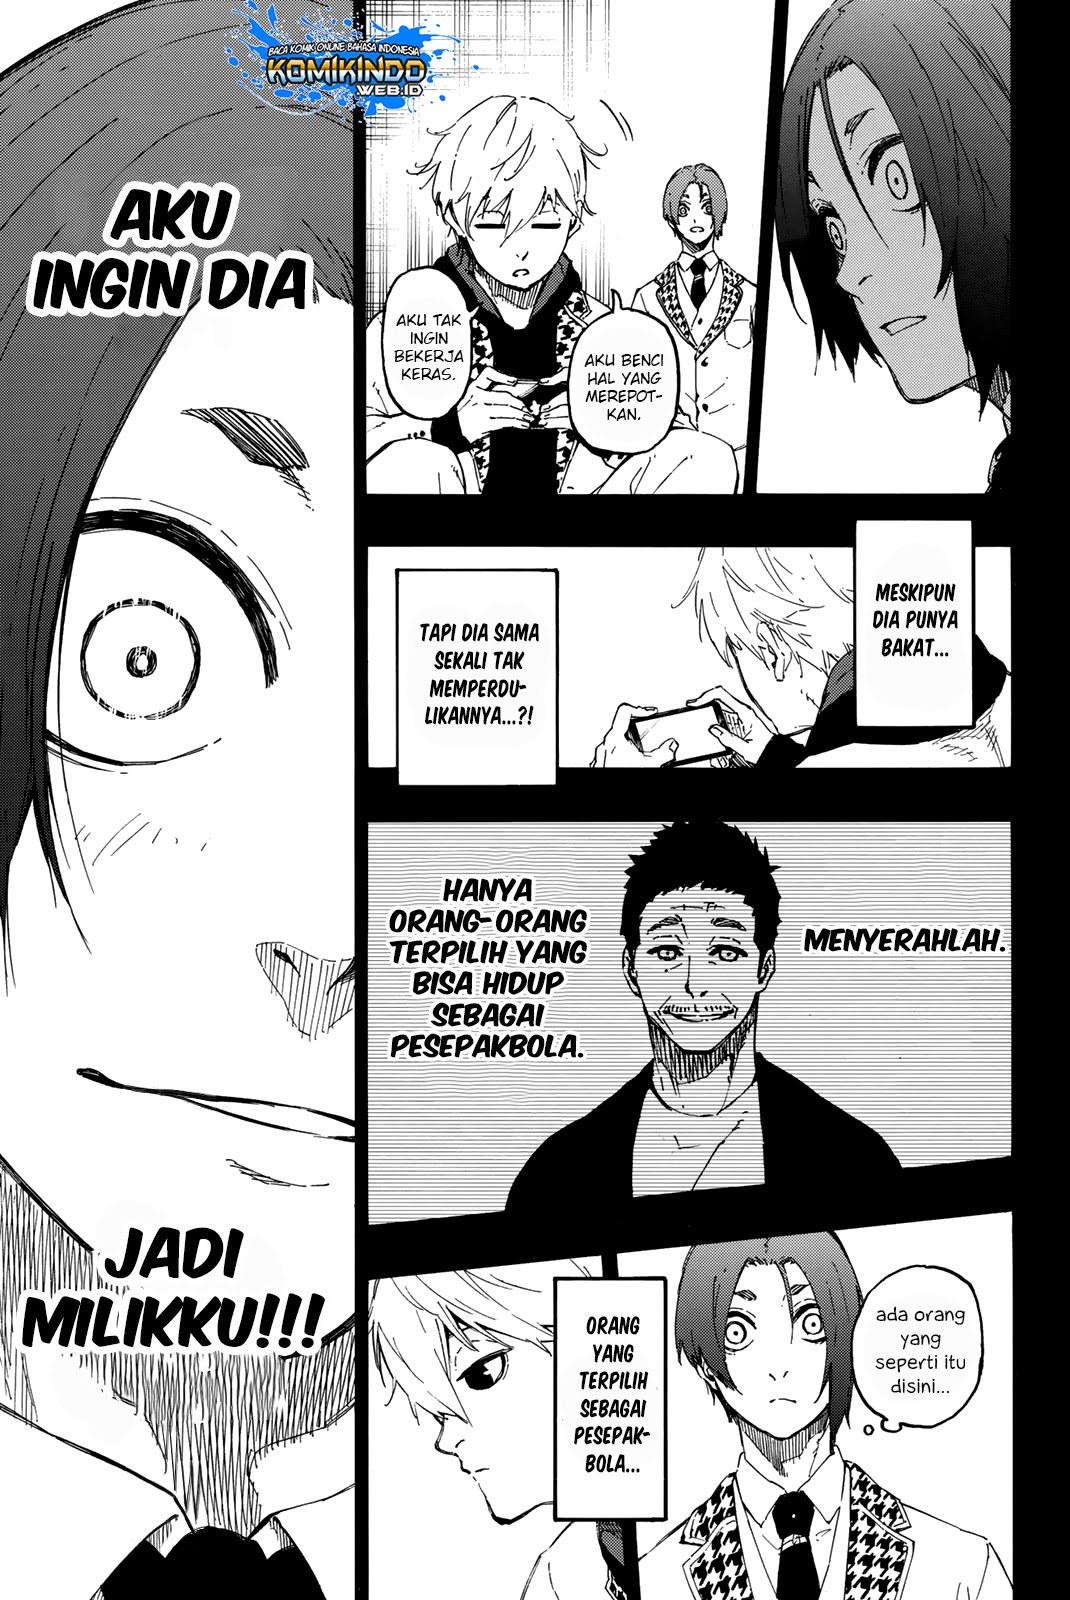 BACA KOMIK ONLINE BAHASA INDONESIA
KOMIKINDO
WEB.ID
AKU BENCI
HAL YANG
MEREPOT-
KAN.
AKU TAK
INGIN
BEKERJA
KERAS.
MESKIPUN
DIA PUNYA
BAKAT...
TAPI DIA SAMA
SEKALI TAK
MEMPERDU-
LIKANNYA...?!
MENYERAHLAH.
HANYA
ORANG-ORANG
TERPILIH YANG
BISA HIDUP
SEBAGAI
PESEPAKBOLA.
ada orang
yang
seperti itu
disini...
ORANG
YANG
TERPILIH
SEBAGAI
PESEPAK-
BOLA...
AKU
INGIN DIA
JADI
MILIKKU!!!